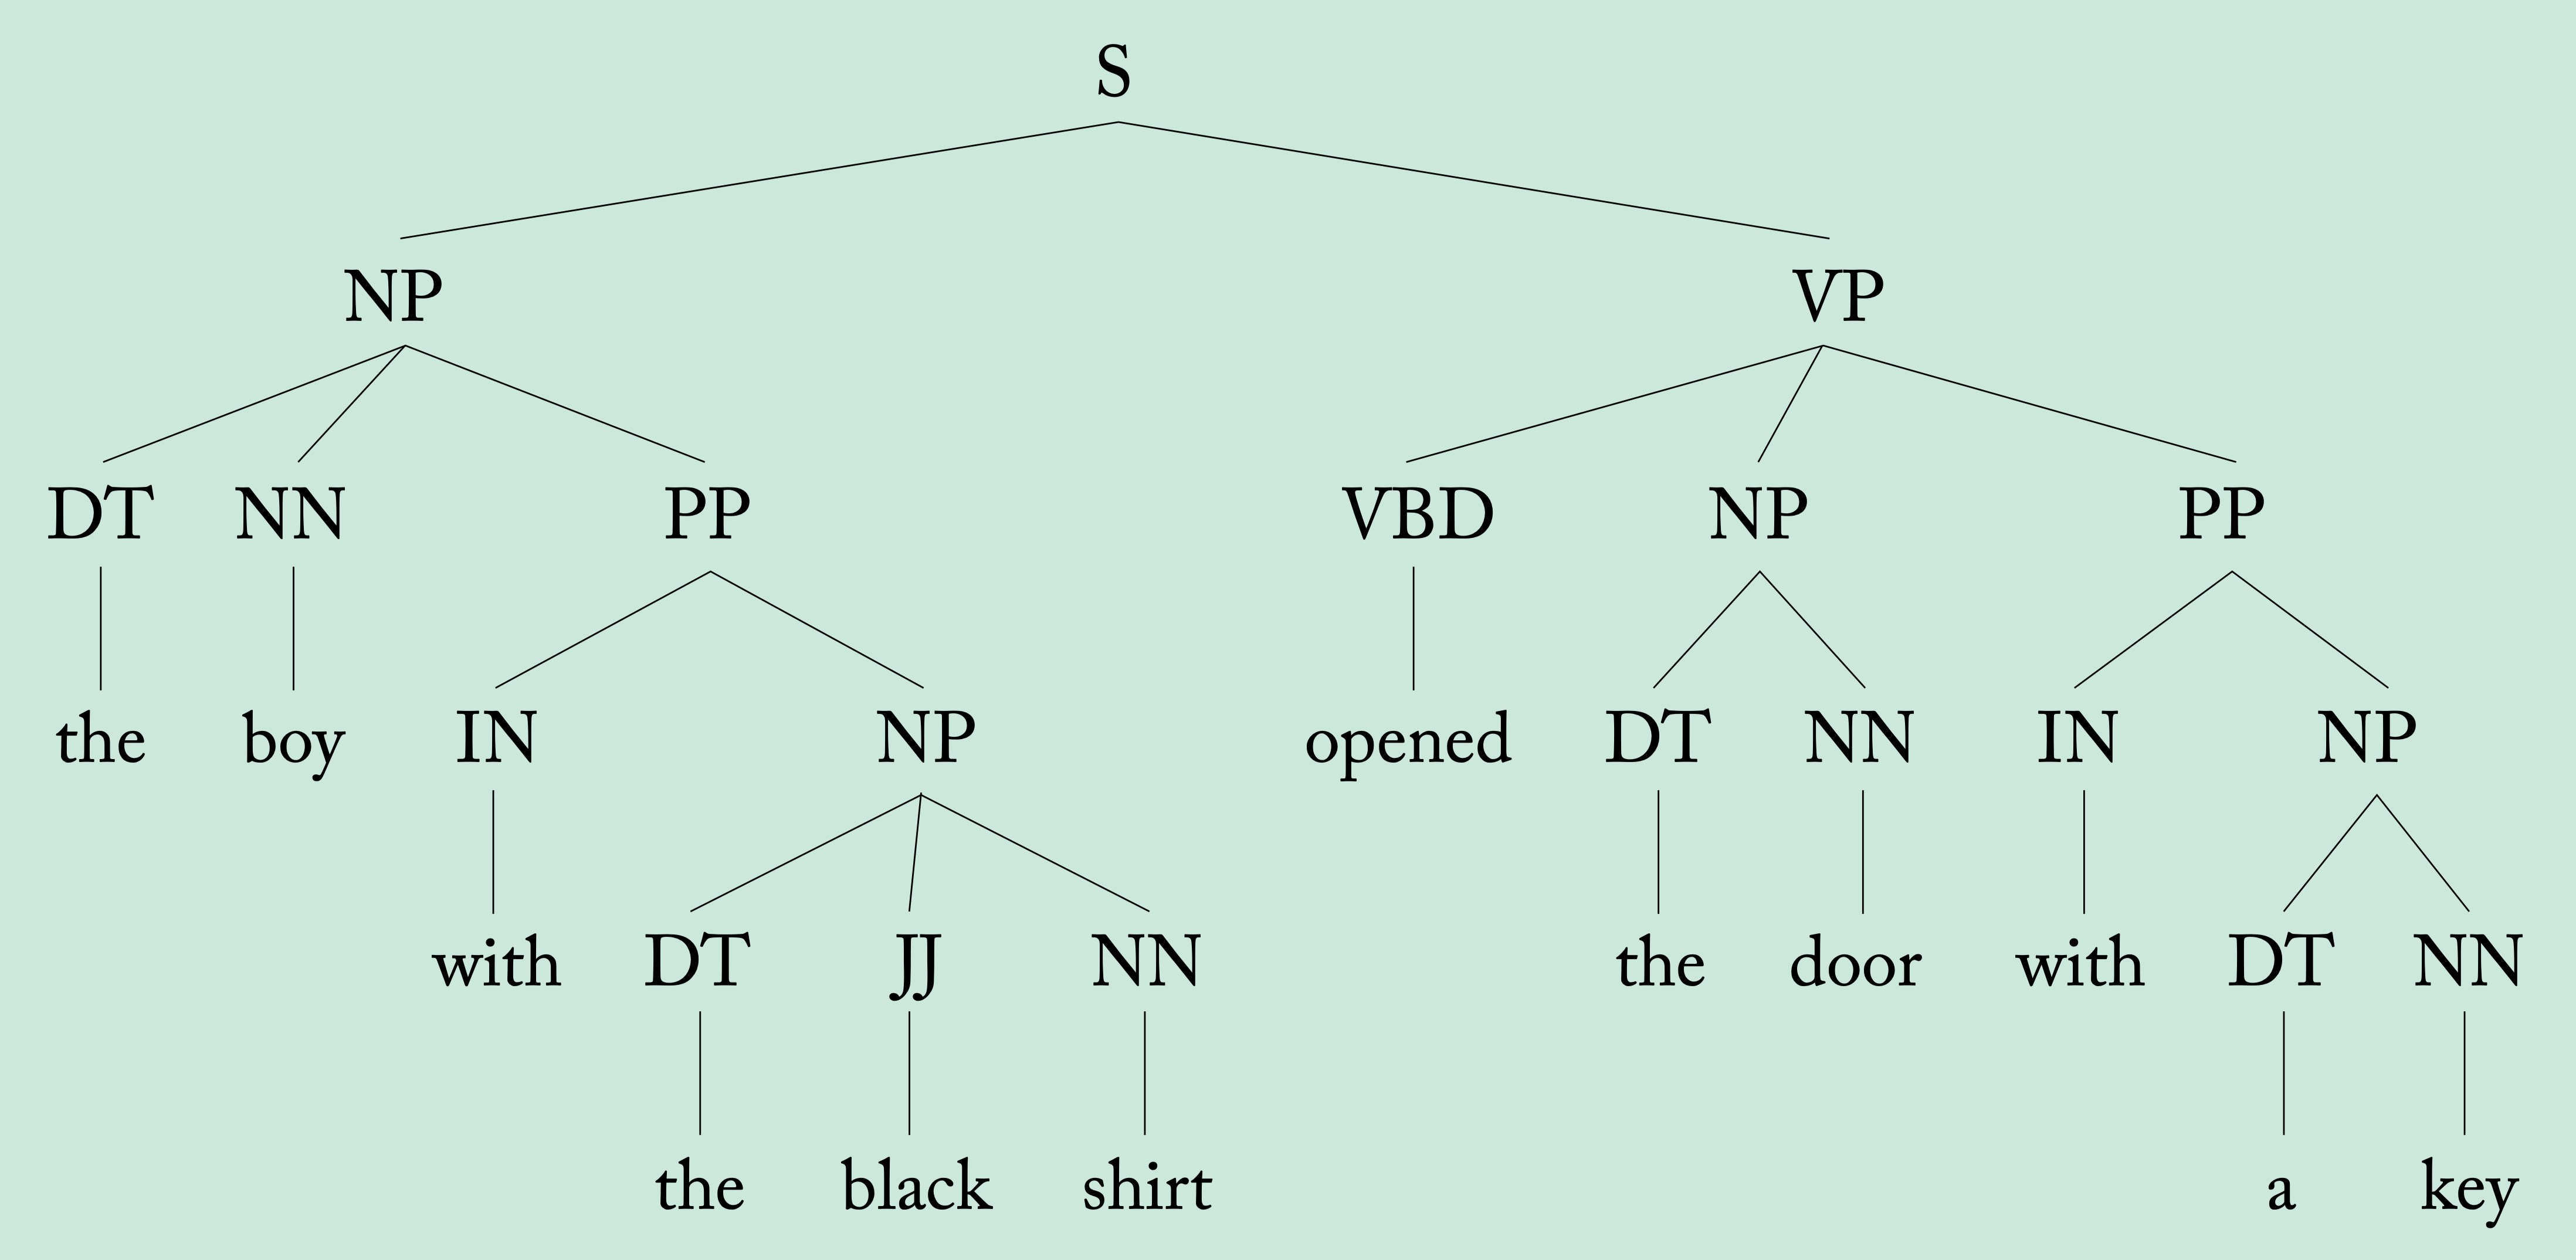 S
NP VP
DT NN PP VBD NP PP
the boy IN NP opened DT NN IN NP
with DT JJ NN the door with DT NN
the black shirt a key